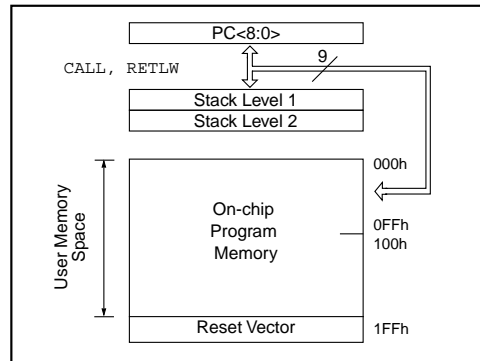 PC<8:0>
9
CALL, RETLW
Stack Level 1
Stack Level 2
000h
User Memory
Space
On-chip
Program
Memory
0FFh
100h
Reset Vector
1FFh